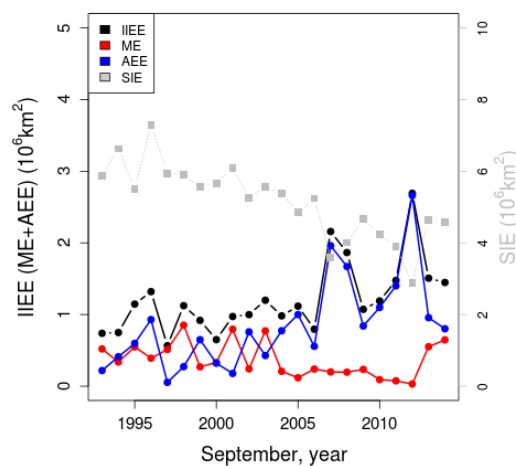 IIEE
ME
AEE
SIE
5
4
3
2
1
0
10
8
6
4
2
0
IIEE (ME+AEE) (10⁶km²)
SIE (10⁶km²)
1995 2000 2005 2010
September, year